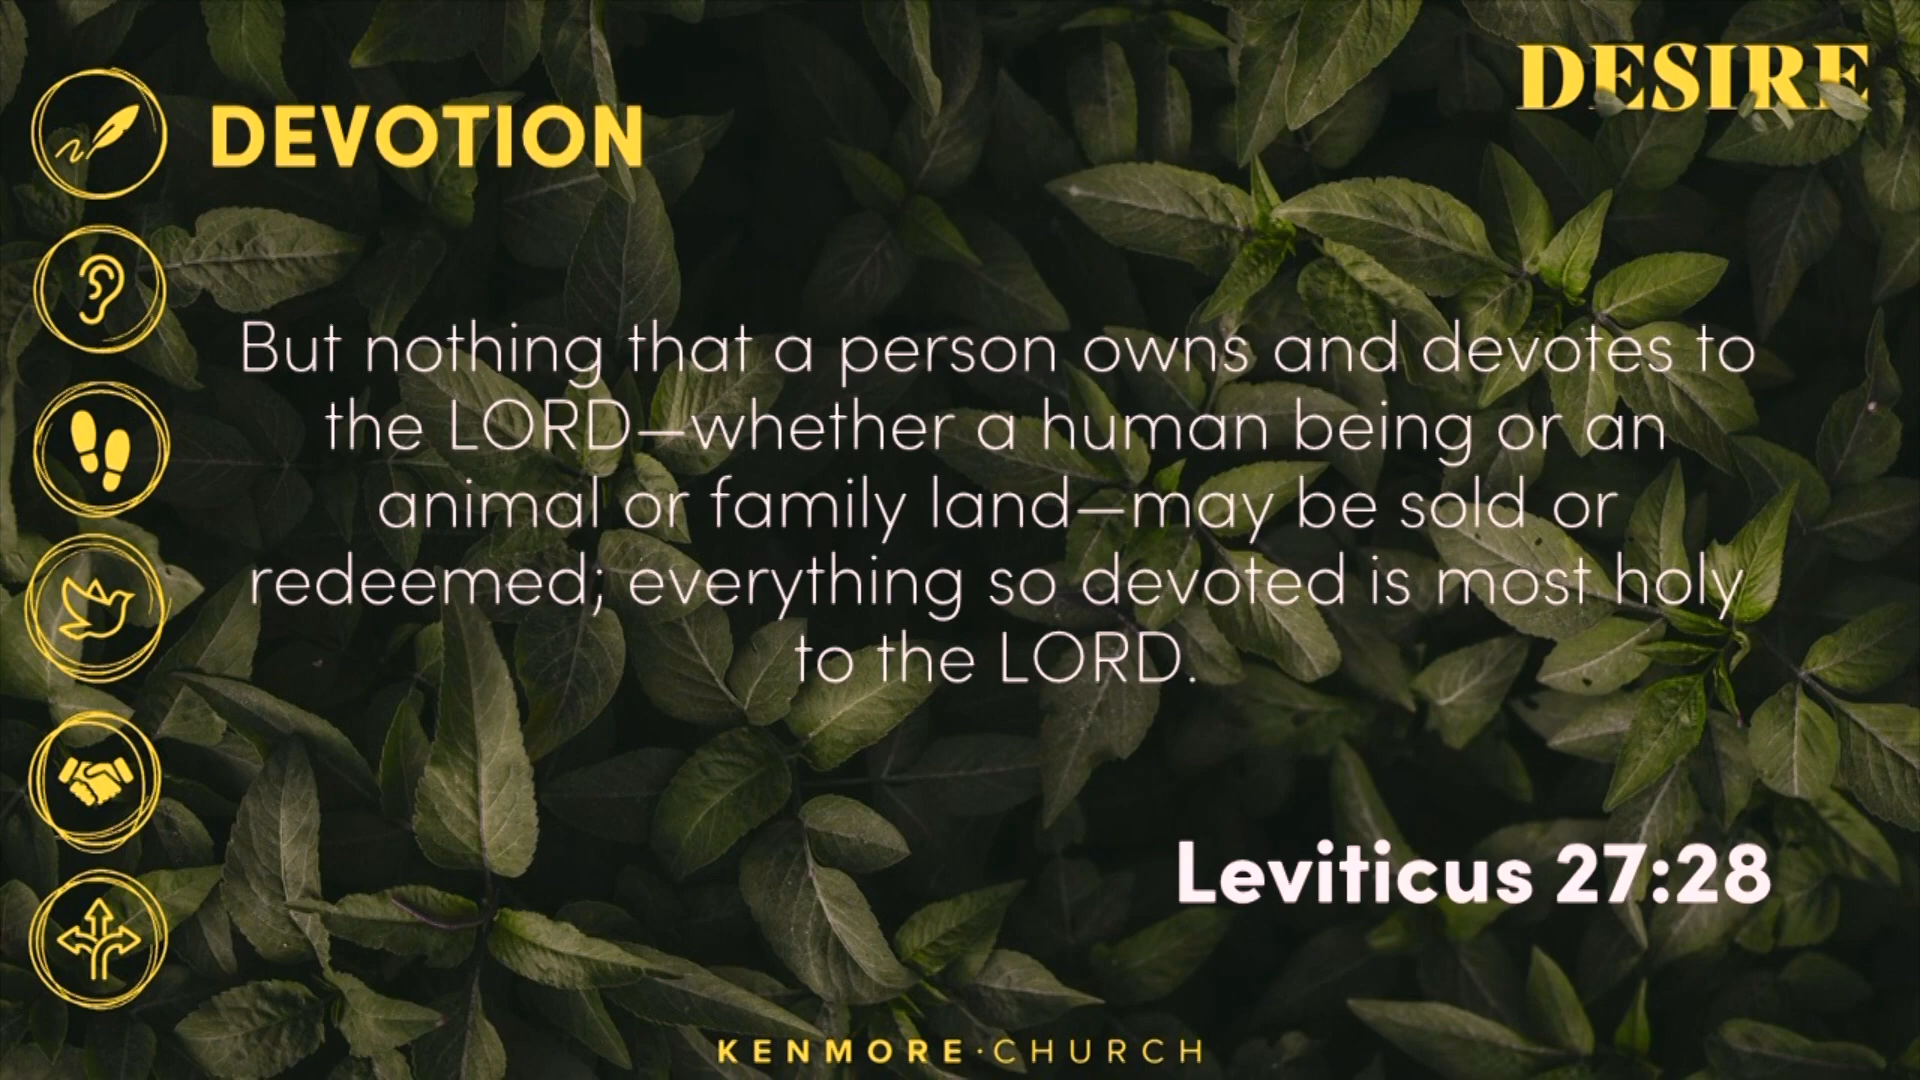 DESIRE
DEVOTION
But nothing that a person owns and devotes to
the LORD—whether a human being or an
animal or family land—may be sold or
redeemed; everything so devoted is most holy
to the LORD.
Leviticus 27:28
KENMORE·CHURCH